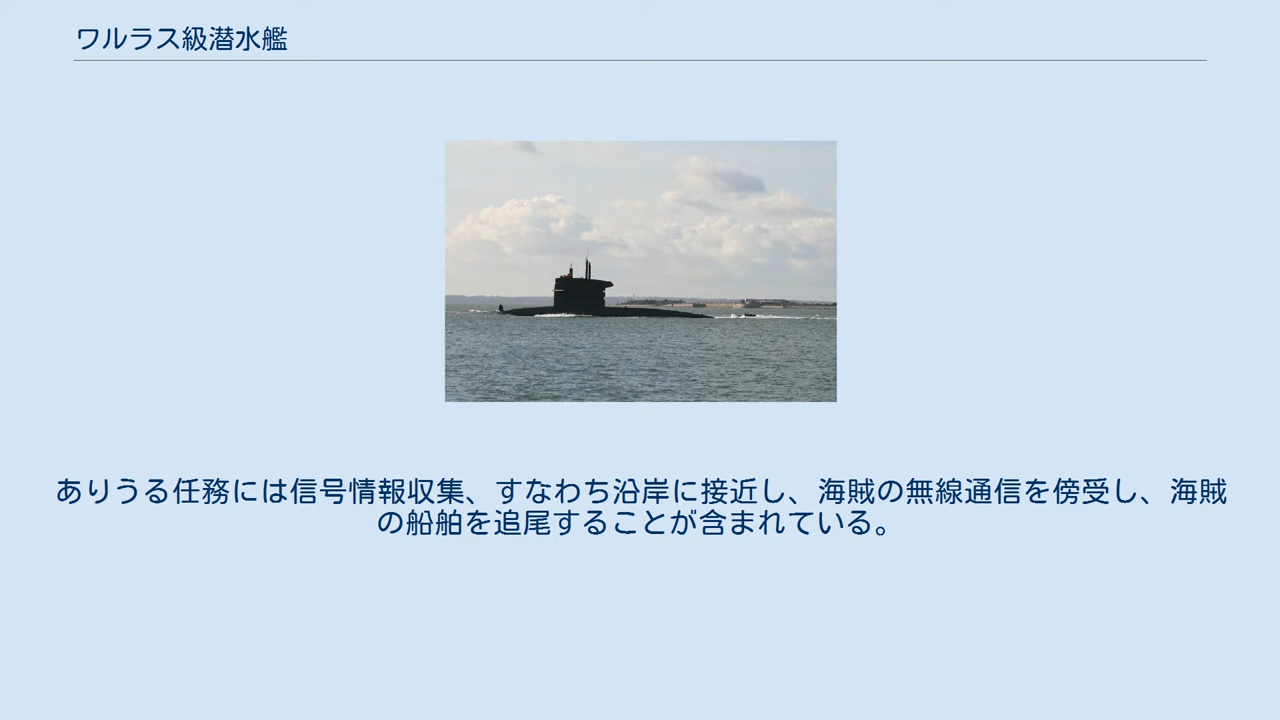 ワルラス級潜水艦
ありうる任務には信号情報収集、すなわち沿岸に接近し、海賊の無線通信を傍受し、海賊
の船舶を追尾することが含まれている。